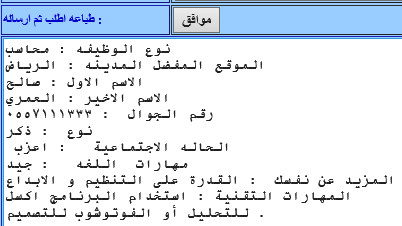 طباعه اطلب تم ارساله :
موافق
نوع الوظيفه : محاسب
الموقع المفضل المدينه : الرياض
الاسم الاول : صالح
الاسم الاخير : العمري
رقم الجوال : ٠٥٥٧١١١٣٣٣
نوع : ذكر
الحاله الاجتماعية : اعزب
مهارات اللغه : جيد
المزيد عن نفسك : القدرة على التنظيم و الابداع
المهارات التقنية : استخدام البرنامج اكسل
للتحليل أو الفوتوشوب للتصميم .